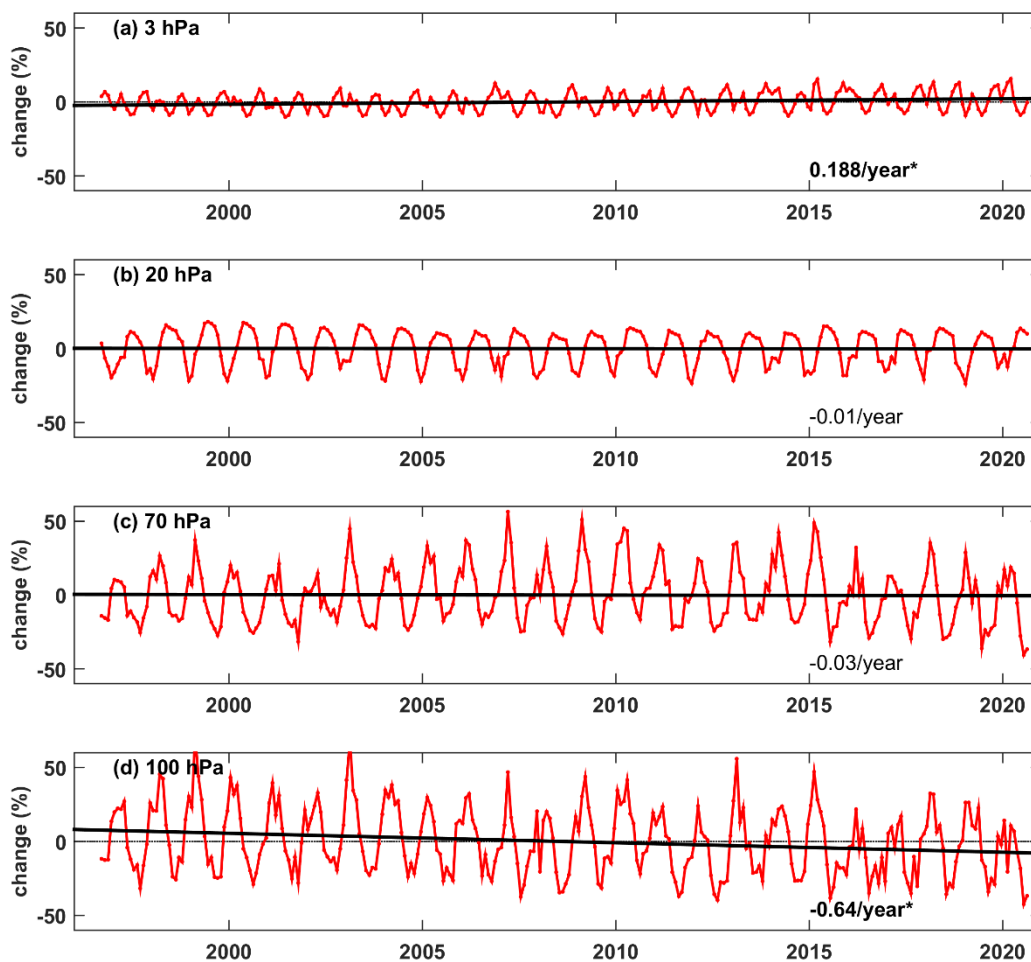 (a) 3 hPa
change (%)
50
0
-50
0.188/year*
2000 2005 2010 2015 2020
(b) 20 hPa
change (%)
50
0
-50
-0.01/year
2000 2005 2010 2015 2020
(c) 70 hPa
change (%)
50
0
-50
-0.03/year
2000 2005 2010 2015 2020
(d) 100 hPa
change (%)
50
0
-50
-0.64/year*
2000 2005 2010 2015 2020